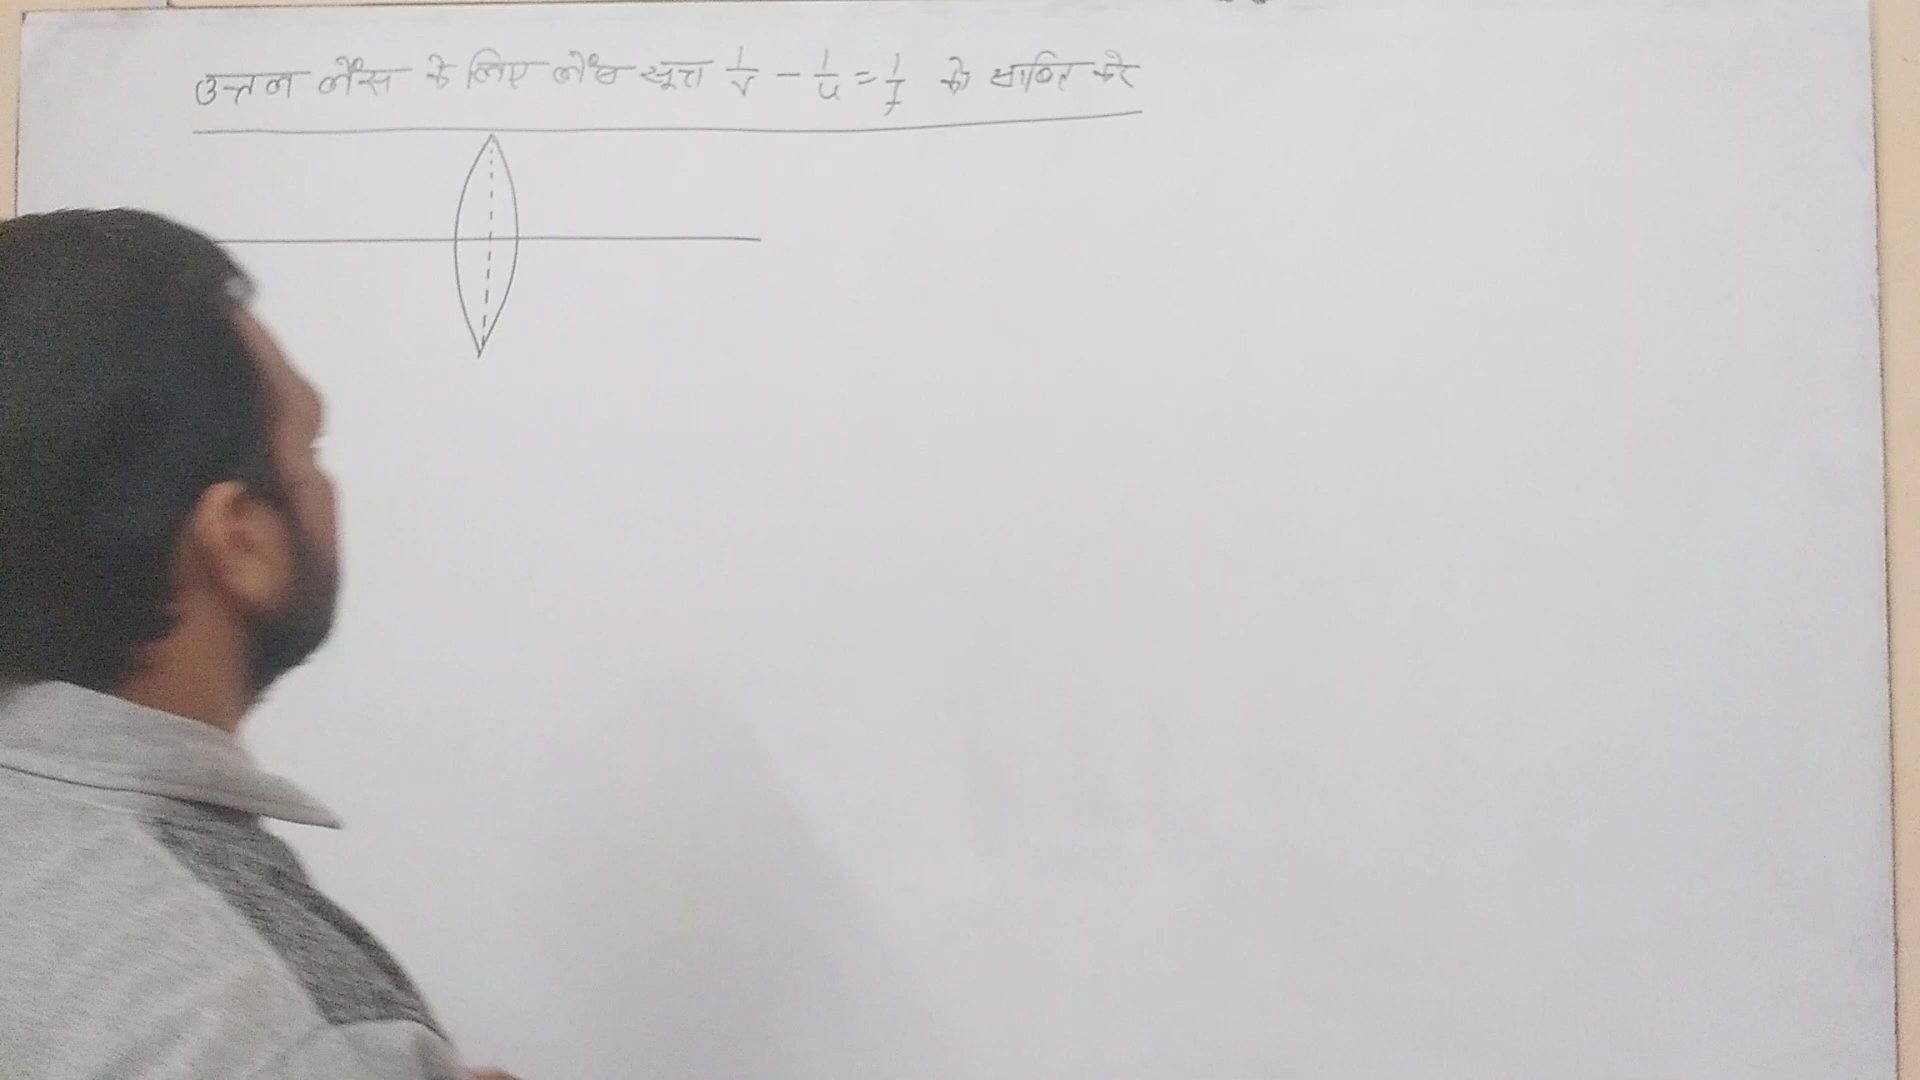 उत्तल लेंस के लिए लेंस सूत्र 1/v - 1/u = 1/f को साबित करे